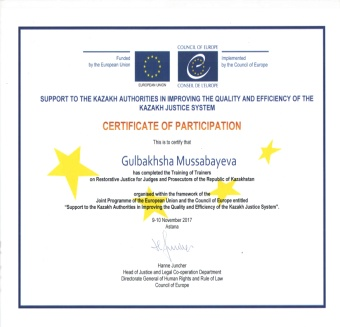 COUNCIL OF EUROPE
Funded
by the European Union
Implemented
by the Council of Europe
EUROPEAN UNION
CONSEIL DE L'EUROPE
SUPPORT TO THE KAZAKH AUTHORITIES IN IMPROVING THE QUALITY AND EFFICIENCY OF THE
KAZAKH JUSTICE SYSTEM
CERTIFICATE OF PARTICIPATION
This is to certify that
Gulbakhsha Mussabayeva
has completed the Training of Trainers
on Restorative Justice for Judges and Prosecutors of the Republic of Kazakhstan
organised within the framework of the
Joint Programme of the European Union and the Council of Europe entitled
"Support to the Kazakh Authorities in Improving the Quality and Efficiency of the Kazakh Justice System".
9-10 November 2017
Astana
Hanne Juncher
Head of Justice and Legal Co-operation Department
Directorate General of Human Rights and Rule of Law
Council of Europe